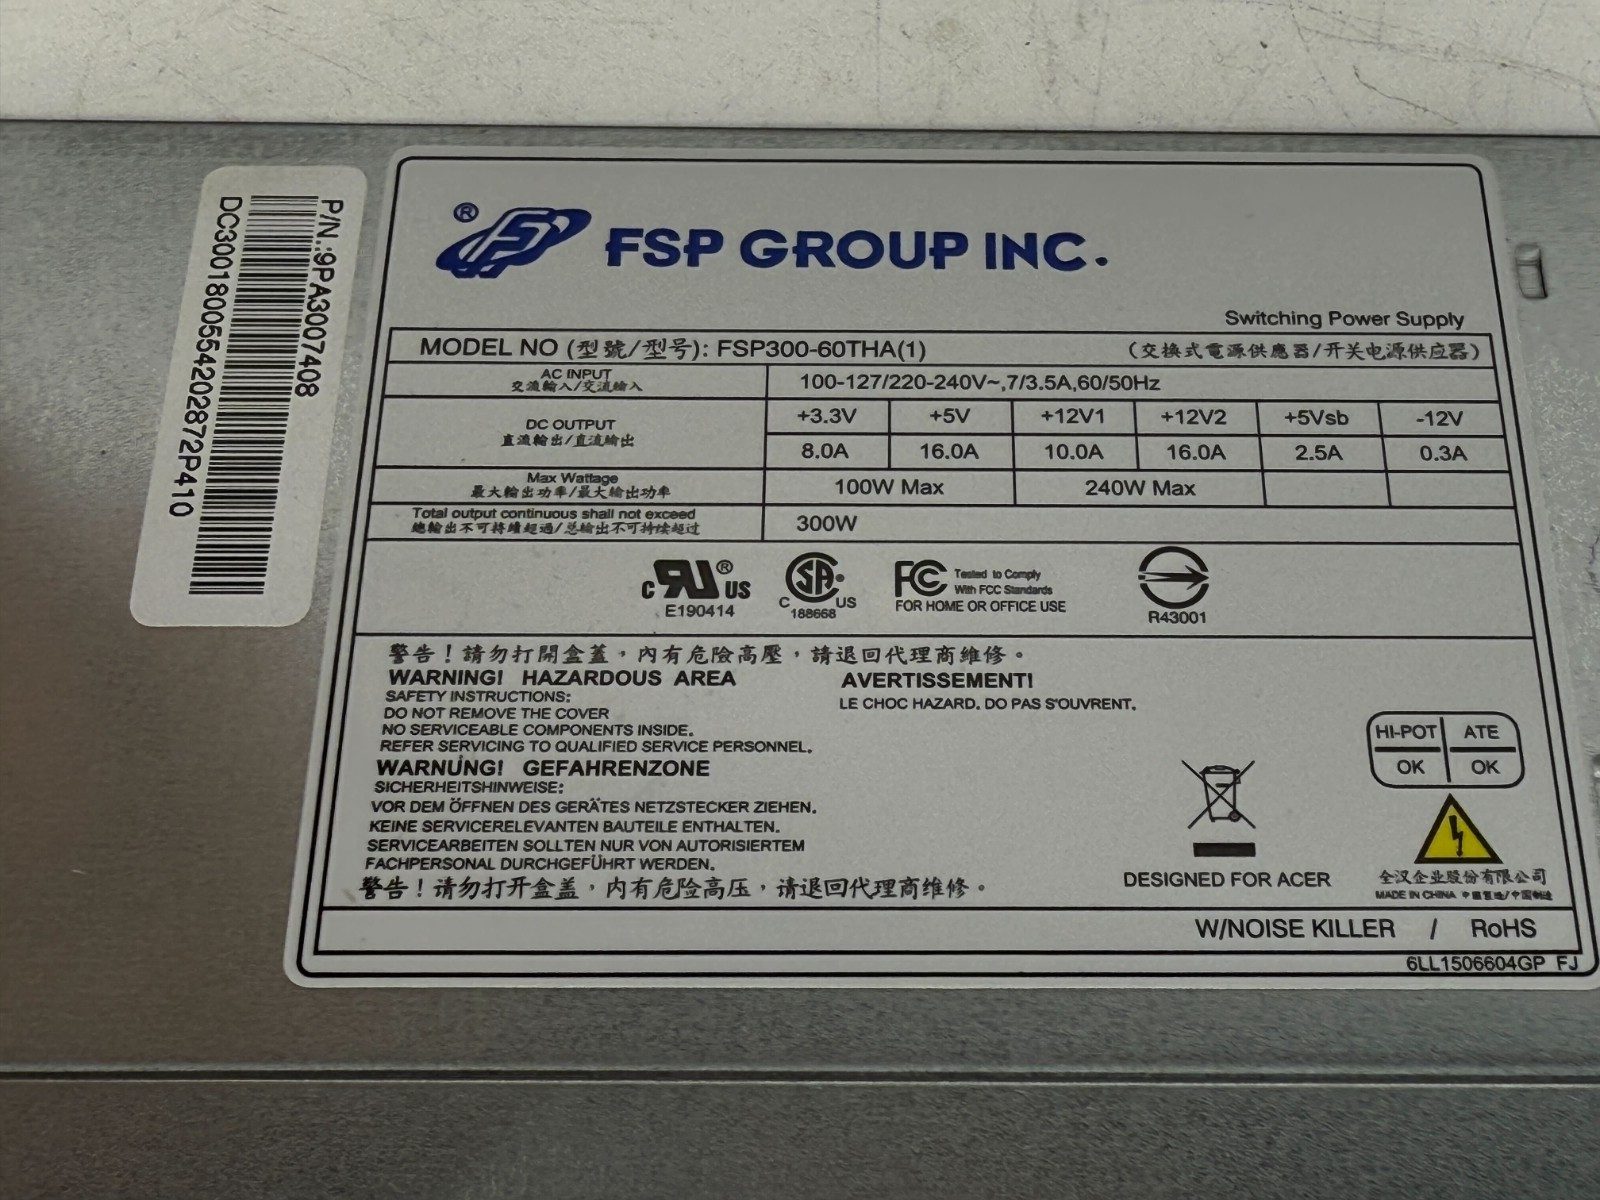 P/N.:9PA3007408
DC3001800554202872P410
® FSP GROUP INC.
Switching Power Supply
MODEL NO (型號/型号): FSP300-60THA(1) (交換式電源供應器/开关电源供应器)
AC INPUT 100-127/220-240V~,7/3.5A,60/50Hz
交流輸入/交流输入
DC OUTPUT +3.3V +5V +12V1 +12V2 +5Vsb -12V
直流輸出/直流输出 8.0A 16.0A 10.0A 16.0A 2.5A 0.3A
Max Wattage 100W Max 240W Max
最大輸出功率/最大输出功率
Total output continuous shall not exceed 300W
總輸出不可持續超過/总输出不可持续超过
c RU ® US
E190414
SA
C US
188668
FC Tested to Comply
With FCC Standards
FOR HOME OR OFFICE USE
R43001
警告！請勿打開盒蓋，內有危險高壓，請退回代理商維修。
WARNING! HAZARDOUS AREA
SAFETY INSTRUCTIONS:
DO NOT REMOVE THE COVER
NO SERVICEABLE COMPONENTS INSIDE.
REFER SERVICING TO QUALIFIED SERVICE PERSONNEL.
AVERTISSEMENT!
LE CHOC HAZARD. DO PAS S'OUVRENT.
WARNUNG! GEFAHRENZONE
SICHERHEITSHINWEISE:
VOR DEM ÖFFNEN DES GERÄTES NETZSTECKER ZIEHEN.
KEINE SERVICERELEVANTEN BAUTEILE ENTHALTEN.
SERVICEARBEITEN SOLLTEN NUR VON AUTORISIERTEM
FACHPERSONAL DURCHGEFÜHRT WERDEN.
警告！请勿打开盒盖，内有危险高压，请退回代理商维修。
HI-POT ATE
OK OK
DESIGNED FOR ACER
全汉企业股份有限公司
MADE IN CHINA 中國製造/中国制造
W/NOISE KILLER / RoHS
6LL1506604GP FJ